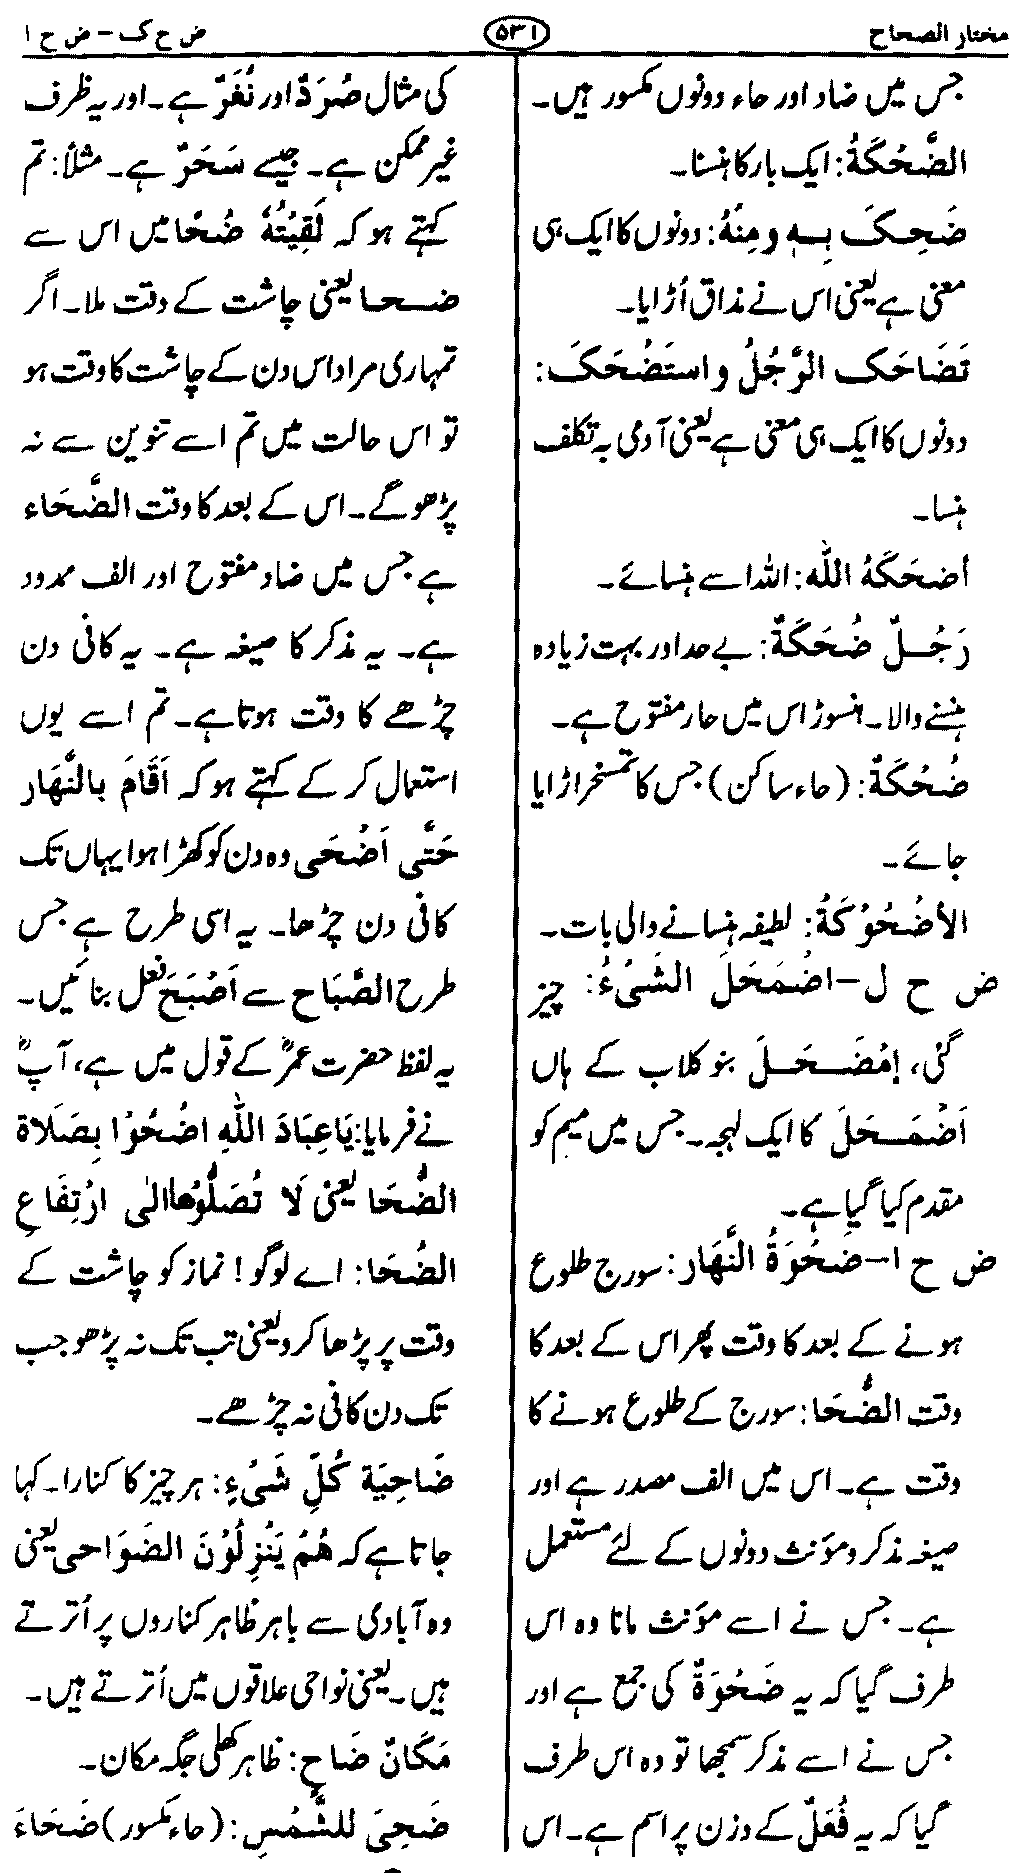 مختار الصحاح
۵۳۱
ض ح ک – ض ح ا
جس میں ضاد اور حاء دونوں مکسور ہیں۔
الضَّحْكَةُ: ایک بار کا ہنسنا۔
ضَحِكَ بِهِ و مِنْهُ: دونوں کا ایک ہی
معنی ہے یعنی اس نے مذاق اُڑایا۔
تَضَاحَكَ الرَّجُلُ و استَضْحَكَ:
دونوں کا ایک ہی معنی ہے یعنی آدمی بہ تکلف
ہنسا۔
أضحَكَهُ اللّٰه: اللہ اسے ہنسائے۔
رَجُلٌ ضُحَكَةٌ: بے حد اور بہت زیادہ
ہنسنے والا۔ ہنسوڑ اس میں حار مفتوح ہے۔
ضُحْكَةٌ: (حاء ساکن) جس کا تمسخر اڑایا
جائے۔
الأضْحُوْكَةُ: لطیفہ ہنسانے والی بات۔
ض ح ل – اضْمَحَلَ الشَىْءُ: چیز
گئی، اِمْضَحَلَ بنو کلاب کے ہاں
اَضْمَحَلَ کا ایک لہجہ۔ جس میں میم کو
مقدم کیا گیا ہے۔
ض ح ا – ضَحْوَةُ النَّهَار: سورج طلوع
ہونے کے بعد کا وقت پھر اس کے بعد کا
وقت الضُّحَا: سورج کے طلوع ہونے کا
وقت ہے۔ اس میں الف مصدر ہے اور
صیغہ مذکر و مؤنث دونوں کے لئے مستعمل
ہے۔ جس نے اسے مؤنث مانا وہ اس
طرف گیا کہ یہ ضَحْوَةٌ کی جمع ہے اور
جس نے اسے مذکر سمجھا تو وہ اس طرف
گیا کہ یہ فُعَلٌ کے وزن پر اسم ہے۔ اس
کی مثال صُرَدٌ اور نُغَرٌ ہے۔ اور یہ ظرف
غیر ممکن ہے۔ جیسے سَحَرٌ ہے۔ مثلاً: تم
کہتے ہو کہ لَقِيْتُهُ ضُحًا میں اس سے
ضحا یعنی چاشت کے وقت ملا۔ اگر
تمہاری مراد اس دن کے چاشت کا وقت ہو
تو اس حالت میں تم اسے تنوین سے نہ
پڑھو گے۔ اس کے بعد کا وقت الضَّحَاء
ہے جس میں ضاد مفتوح اور الف ممدود
ہے۔ یہ مذکر کا صیغہ ہے۔ یہ کافی دن
چڑھے کا وقت ہوتا ہے۔ تم اسے یوں
استعمال کر کے کہتے ہو کہ اَقَامَ بالنَّهَار
حَتَّى اَضْحَى وہ دن کو کھڑا ہوا یہاں تک
کافی دن چڑھا۔ یہ اسی طرح ہے جس
طرح الصَّبَاح سے اَصْبَحَ فعل بنائیں۔
یہ لفظ حضرت عمرؓ کے قول میں ہے، آپؓ
نے فرمایا: يَا عِبَادَ اللّٰهِ اضْحُوْا بِصَلَاة
الضُّحَا یعنی لَا تُصَلُّوْها الٰى ارْتِفَاعِ
الضُّحَا: اے لوگو! نماز کو چاشت کے
وقت پر پڑھا کرو یعنی تب تک نہ پڑھو جب
تک دن کافی نہ چڑھے۔
ضَاحِيَة كُلِّ شَىْءٍ: ہر چیز کا کنارا۔ کہا
جاتا ہے کہ هُمْ يَنْزِلُوْنَ الضَوَاحى یعنی
وہ آبادی سے باہر ظاہر کناروں پر اُترتے
ہیں۔ یعنی نواحی علاقوں میں اُترتے ہیں۔
مَكَانٌ ضَاحٍ: ظاہر کھلی جگہ مکان۔
ضَحِىَ للشَّمْسِ: (حاء مکسور) ضَحَاءَ